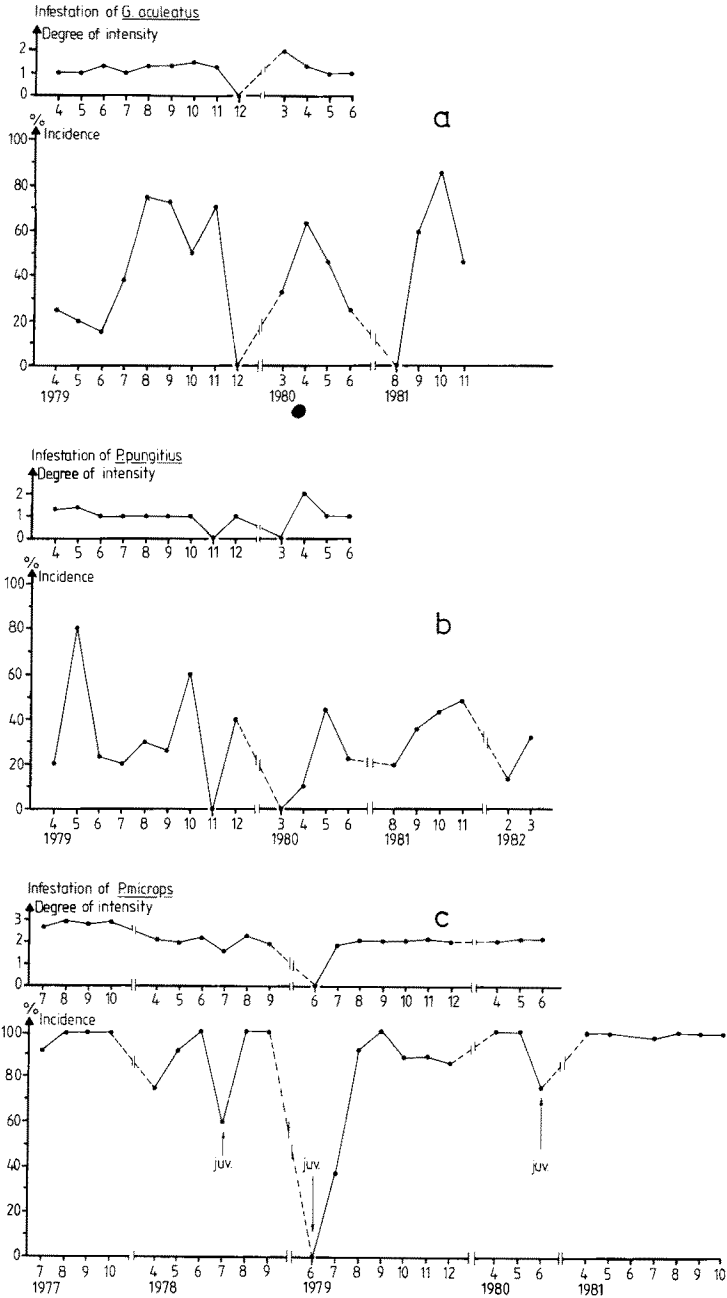 Infestation of G. aculeatus
Degree of intensity
2
1
0
4 5 6 7 8 9 10 11 12 3 4 5 6
% Incidence
a
100
80
60
40
20
0
4 5 6 7 8 9 10 11 12 3 4 5 6 8 9 10 11
1979 1980 1981
Infestation of P.pungitius
Degree of intensity
2
1
0
4 5 6 7 8 9 10 11 12 3 4 5 6
% Incidence
b
100
80
60
40
20
0
4 5 6 7 8 9 10 11 12 3 4 5 6 8 9 10 11 2 3
1979 1980 1981 1982
Infestation of P.microps
Degree of intensity
c
3
2
1
0
7 8 9 10 4 5 6 7 8 9 6 7 8 9 10 11 12 4 5 6
% Incidence
100
80
60
40
20
0
juv. juv. juv.
7 8 9 10 4 5 6 7 8 9 6 7 8 9 10 11 12 4 5 6 4 5 7 8 9 10
1977 1978 1979 1980 1981